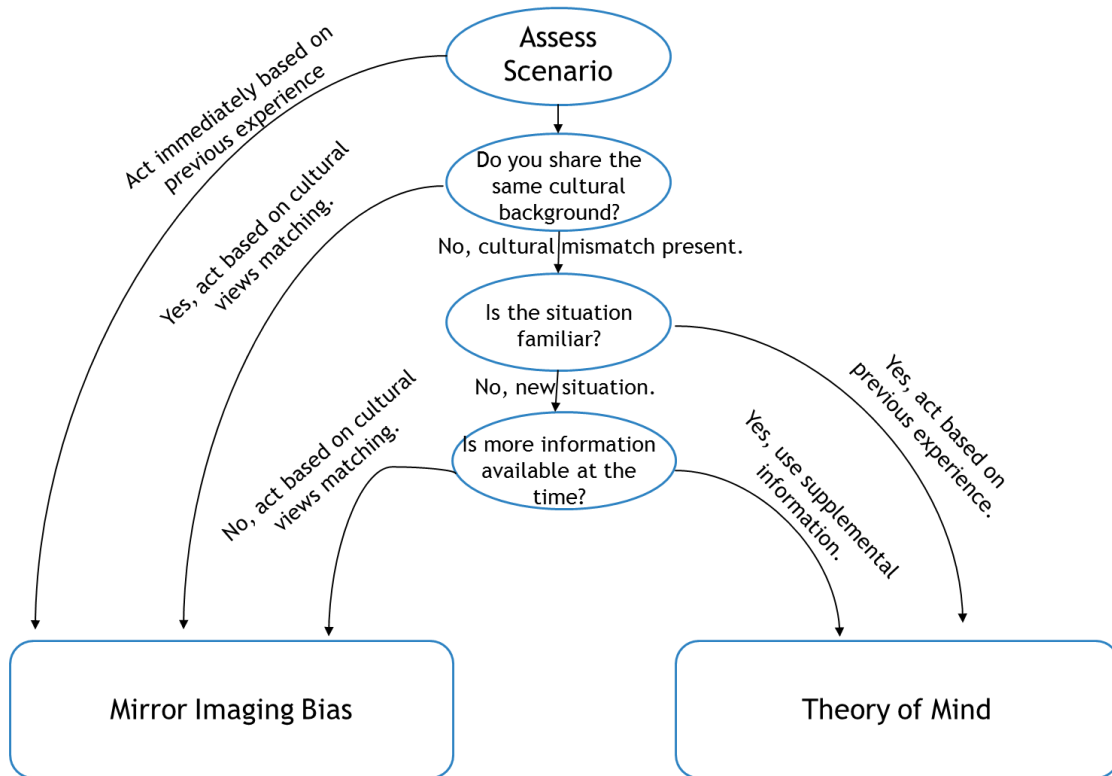 Assess
Scenario
Act immediately based on
previous experience
Do you share the
same cultural
background?
Yes, act based on cultural
views matching.
No, cultural mismatch present.
Is the situation
familiar?
Yes, act based on
previous experience.
No, new situation.
Is more information
available at the
time?
No, act based on cultural
views matching.
Yes, use supplemental
information.
Mirror Imaging Bias
Theory of Mind